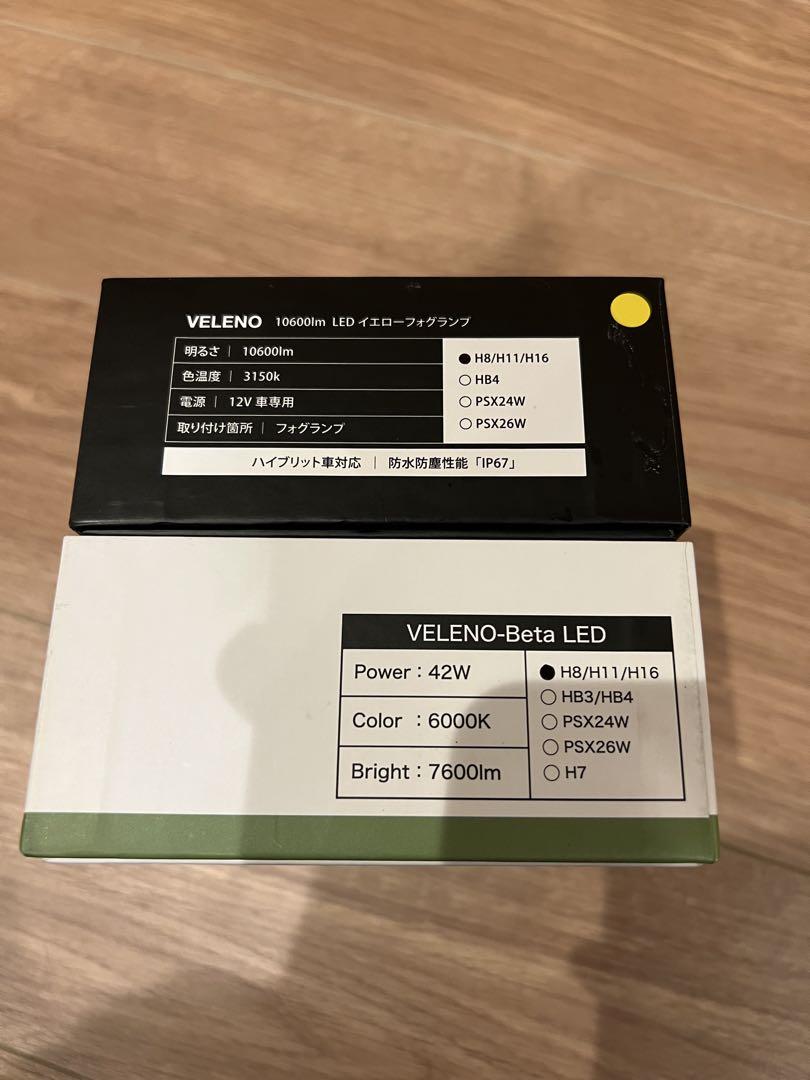 VELENO 10600lm LED イエローフォグランプ
明るさ | 10600lm
色温度 | 3150k
電源 | 12V 車専用
取り付け箇所 | フォグランプ
● H8/H11/H16
○ HB4
○ PSX24W
○ PSX26W
ハイブリット車対応 | 防水防塵性能「IP67」
VELENO-Beta LED
Power : 42W
Color : 6000K
Bright : 7600lm
● H8/H11/H16
○ HB3/HB4
○ PSX24W
○ PSX26W
○ H7